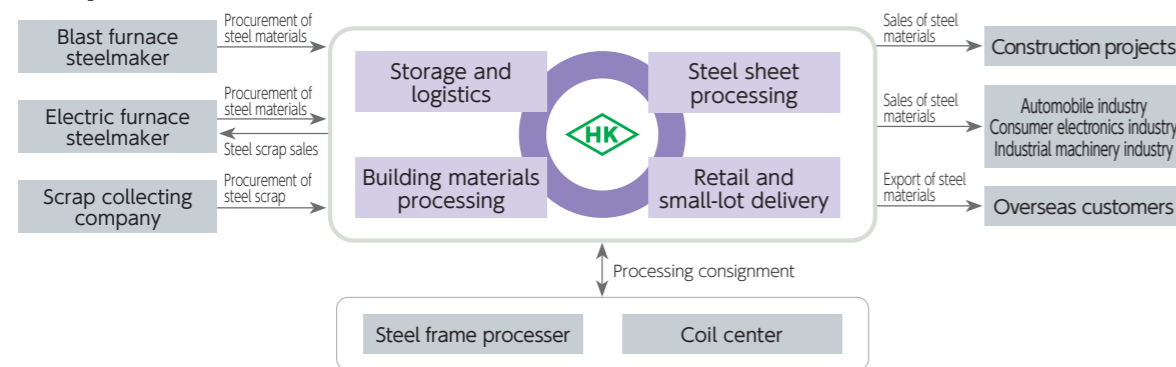 Procurement of
steel materials
Blast furnace
steelmaker
Procurement of
steel materials
Electric furnace
steelmaker
Steel scrap sales
Procurement of
steel scrap
Scrap collecting
company
Storage and
logistics
Steel sheet
processing
HK
Building materials
processing
Retail and
small-lot delivery
Sales of steel
materials
Construction projects
Sales of steel
materials
Automobile industry
Consumer electronics industry
Industrial machinery industry
Export of steel
materials
Overseas customers
Processing consignment
Steel frame processer
Coil center